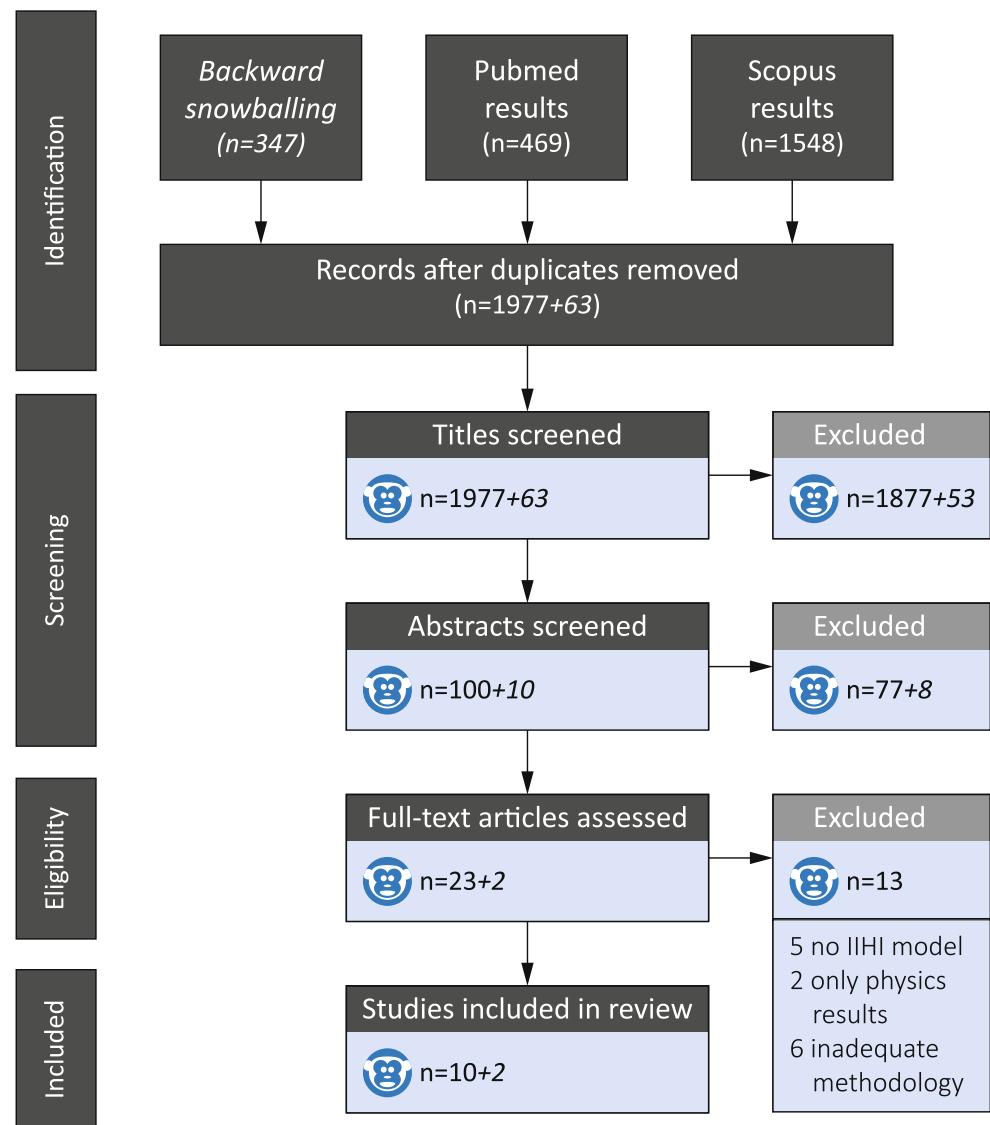 Identification
Backward
snowballing
(n=347)
Pubmed
results
(n=469)
Scopus
results
(n=1548)
Records after duplicates removed
(n=1977+63)
Screening
Titles screened
n=1977+63
Excluded
n=1877+53
Abstracts screened
n=100+10
Excluded
n=77+8
Eligibility
Full-text articles assessed
n=23+2
Excluded
n=13
5 no IIHI model
2 only physics
results
6 inadequate
methodology
Included
Studies included in review
n=10+2